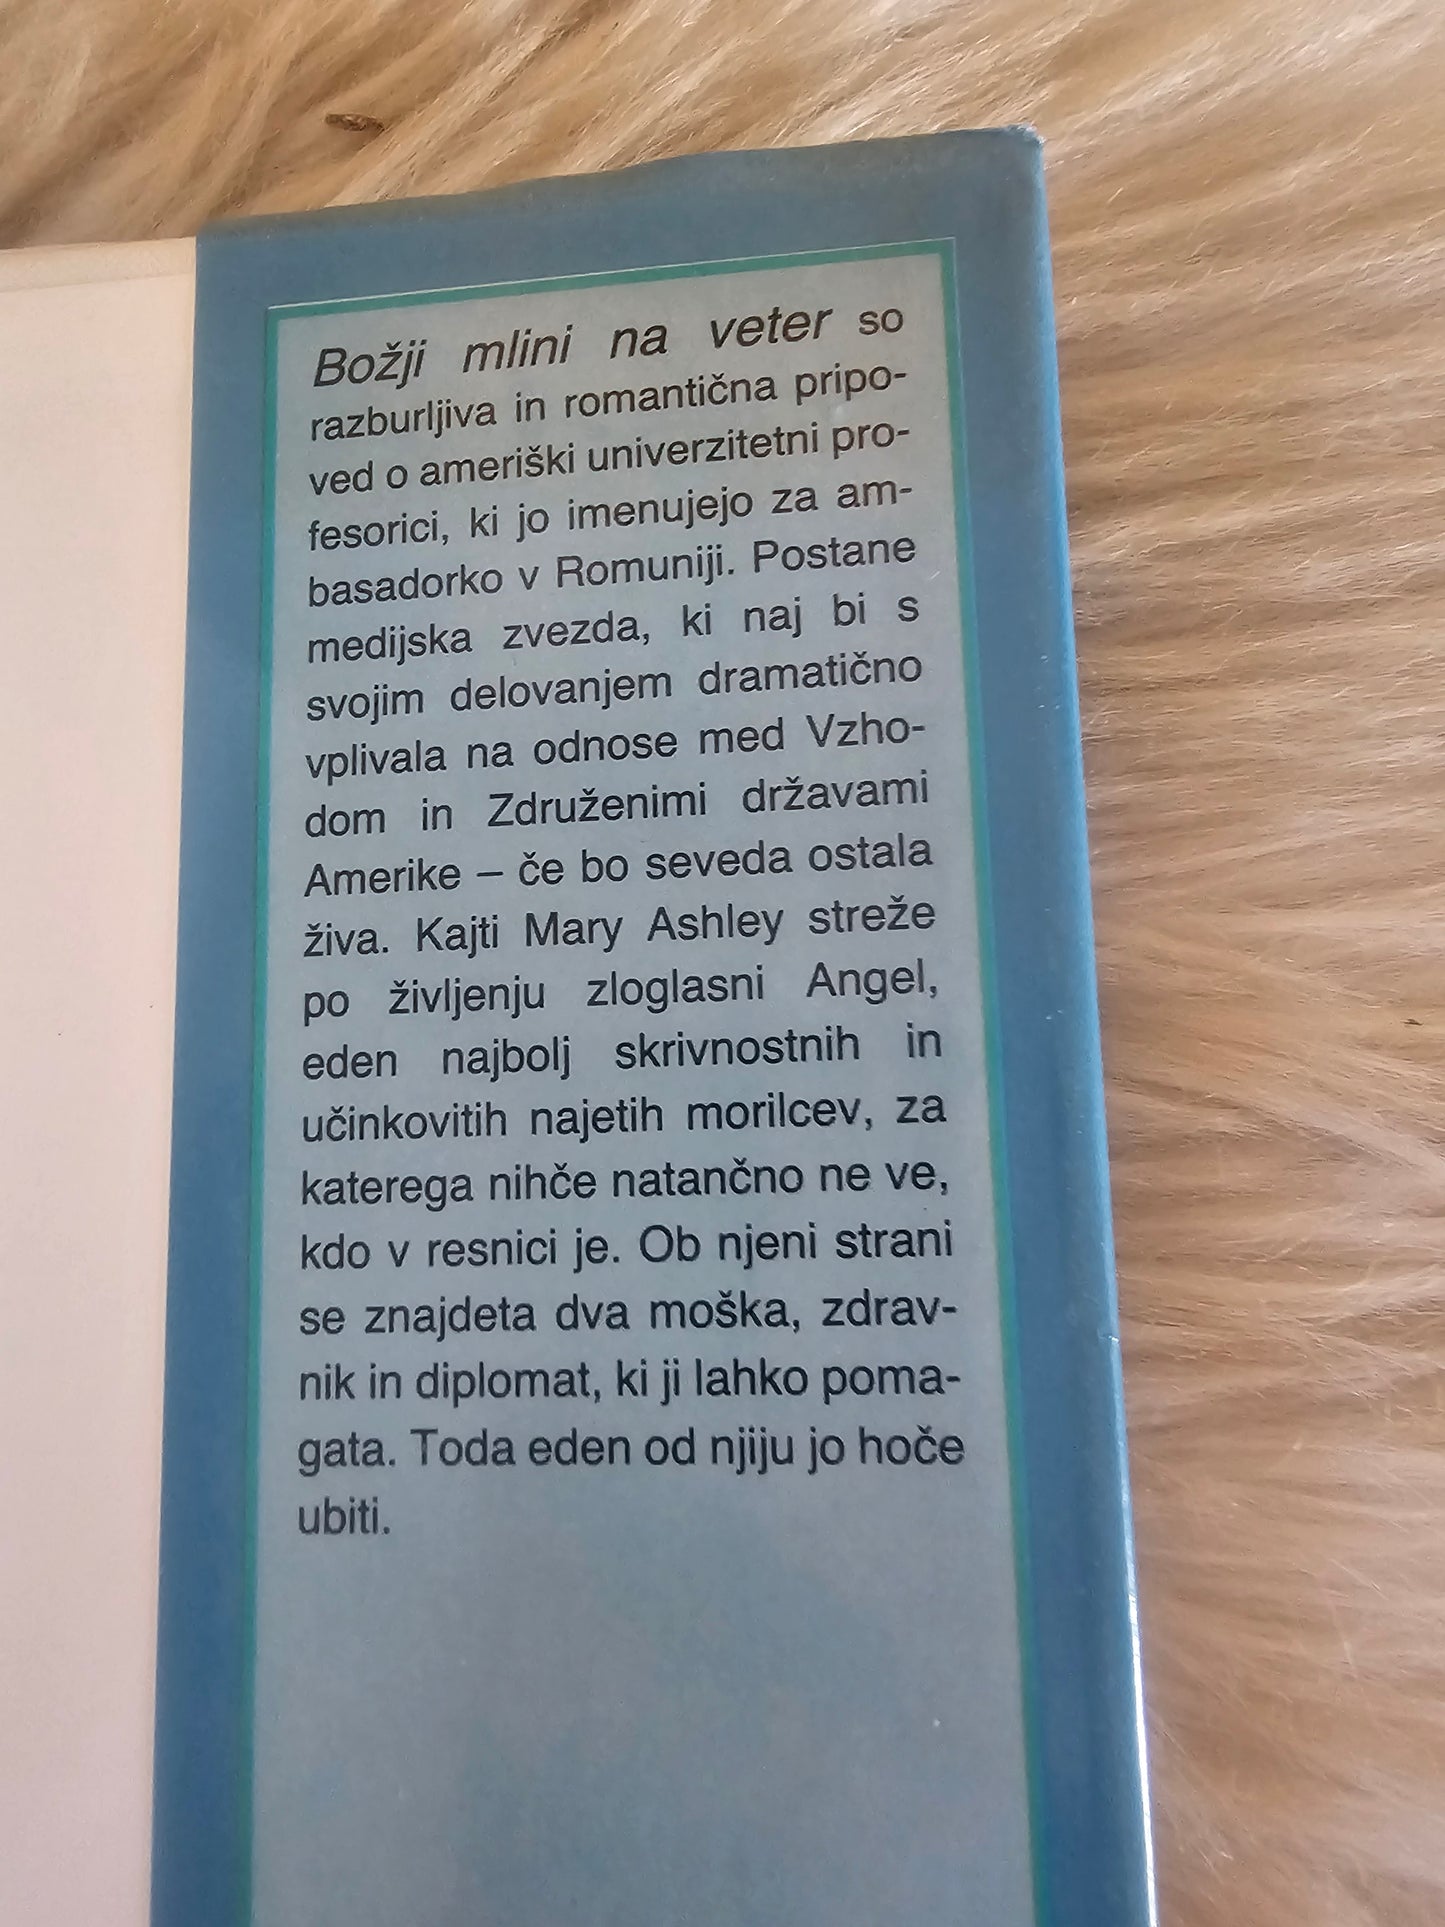 Božji mlini na veter so
razburljiva in romantična pripo-
ved o ameriški univerzitetni pro-
fesorici, ki jo imenujejo za am-
basadorko v Romuniji. Postane
medijska zvezda, ki naj bi s
svojim delovanjem dramatično
vplivala na odnose med Vzho-
dom in Združenimi državami
Amerike – če bo seveda ostala
živa. Kajti Mary Ashley streže
po življenju zloglasni Angel,
eden najbolj skrivnostnih in
učinkovitih najetih morilcev, za
katerega nihče natančno ne ve,
kdo v resnici je. Ob njeni strani
se znajdeta dva moška, zdrav-
nik in diplomat, ki ji lahko poma-
gata. Toda eden od njiju jo hoče
ubiti.